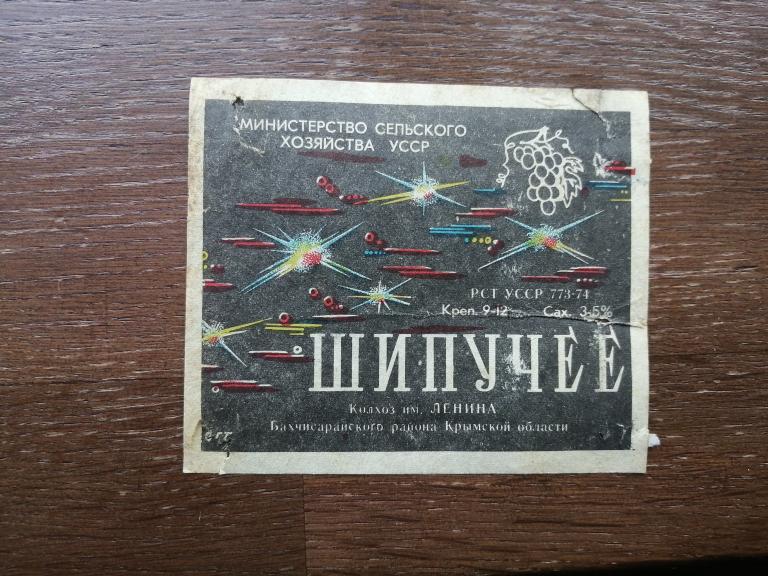 МИНИСТЕРСТВО СЕЛЬСКОГО
ХОЗЯЙСТВА УССР
РСТ УССР 773-74
Креп. 9-12° Сах. 3-5%
ШИПУЧЕЕ
Колхоз им. ЛЕНИНА
Бахчисарайского района Крымской области